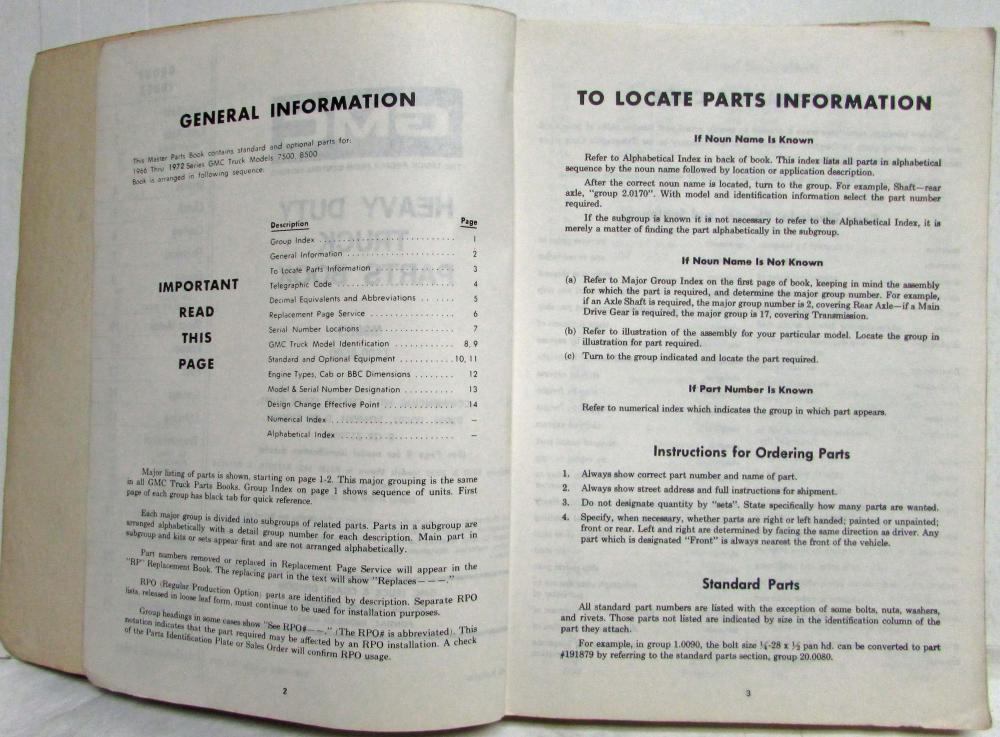 GENERAL INFORMATION
This Master Parts Book contains standard and optional parts for:
1966 Thru 1972 Series GMC Truck Models 7500, 8500
Book is arranged in following sequence:
IMPORTANT
READ
THIS
PAGE
Description Page
Group Index 1
General Information 2
To Locate Parts Information 3
Telegraphic Code 4
Decimal Equivalents and Abbreviations 5
Replacement Page Service 6
Serial Number Locations 7
GMC Truck Model Identification 8, 9
Standard and Optional Equipment 10, 11
Engine Types, Cab or BBC Dimensions 12
Model & Serial Number Designation 13
Design Change Effective Point 14
Numerical Index –
Alphabetical Index –
Major listing of parts is shown, starting on page 1-2. This major grouping is the same
in all GMC Truck Parts Books. Group Index on page 1 shows sequence of units. First
page of each group has black tab for quick reference.
Each major group is divided into subgroups of related parts. Parts in a subgroup are
arranged alphabetically with a detail group number for each description. Main part in
subgroup and kits or sets appear first and are not arranged alphabetically.
Part numbers removed or replaced in Replacement Page Service will appear in the
"RP" Replacement Book. The replacing part in the text will show "Replaces — — —."
RPO (Regular Production Option) parts are identified by description. Separate RPO
lists, released in loose leaf form, must continue to be used for installation purposes.
Group headings in some cases show "See RPO#— —." (The RPO# is abbreviated). This
notation indicates that the part required may be affected by an RPO installation. A check
of the Parts Identification Plate or Sales Order will confirm RPO usage.
2
TO LOCATE PARTS INFORMATION
If Noun Name Is Known
Refer to Alphabetical Index in back of book. This index lists all parts in alphabetical
sequence by the noun name followed by location or application description.
After the correct noun name is located, turn to the group. For example, Shaft—rear
axle, "group 2.0170". With model and identification information select the part number
required.
If the subgroup is known it is not necessary to refer to the Alphabetical Index, it is
merely a matter of finding the part alphabetically in the subgroup.
If Noun Name Is Not Known
(a) Refer to Major Group Index on the first page of book, keeping in mind the assembly
for which the part is required, and determine the major group number. For example,
if an Axle Shaft is required, the major group number is 2, covering Rear Axle—if a Main
Drive Gear is required, the major group is 17, covering Transmission.
(b) Refer to illustration of the assembly for your particular model. Locate the group in
illustration for part required.
(c) Turn to the group indicated and locate the part required.
If Part Number Is Known
Refer to numerical index which indicates the group in which part appears.
Instructions for Ordering Parts
1. Always show correct part number and name of part.
2. Always show street address and full instructions for shipment.
3. Do not designate quantity by "sets". State specifically how many parts are wanted.
4. Specify, when necessary, whether parts are right or left handed; painted or unpainted;
front or rear. Left and right are determined by facing the same direction as driver. Any
part which is designated "Front" is always nearest the front of the vehicle.
Standard Parts
All standard part numbers are listed with the exception of some bolts, nuts, washers,
and rivets. Those parts not listed are indicated by size in the identification column of the
part they attach.
For example, in group 1.0090, the bolt size ¼-28 x ½ pan hd. can be converted to part
#191879 by referring to the standard parts section, group 20.0080.
3